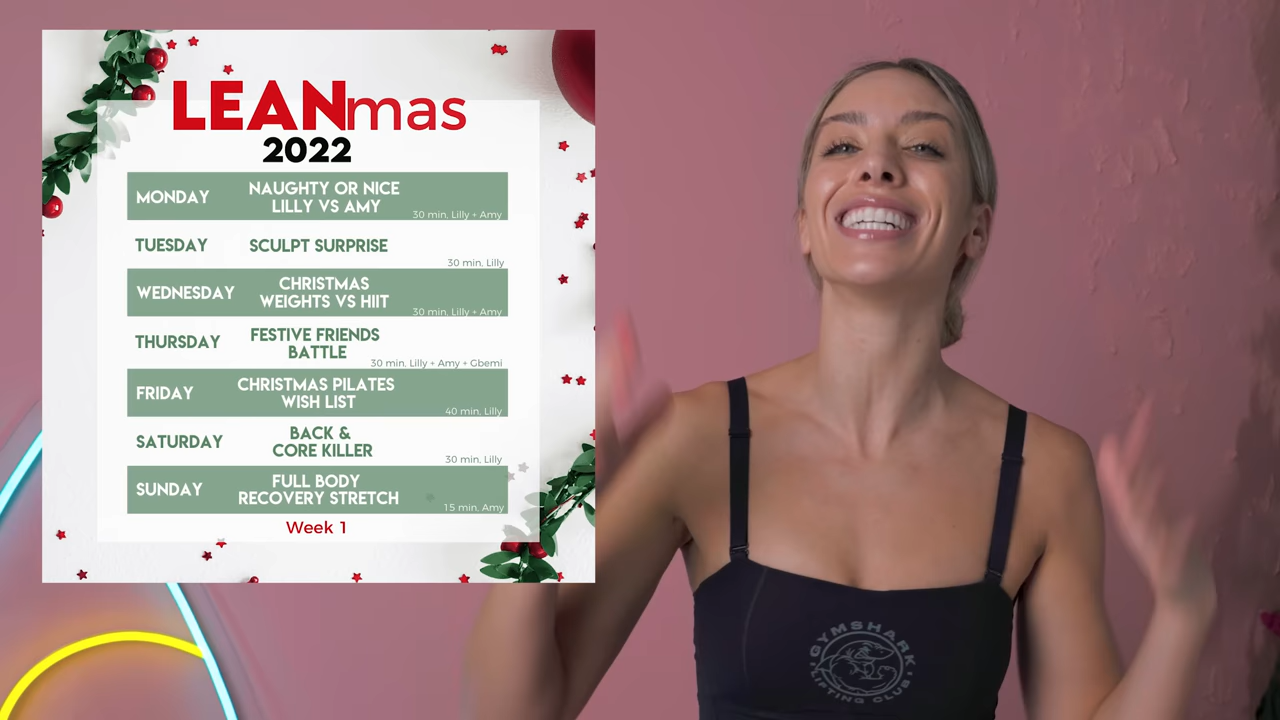 LEANmas
2022
MONDAY
NAUGHTY OR NICE
LILLY VS AMY
30 min, Lilly + Amy
TUESDAY
SCULPT SURPRISE
30 min, Lilly
WEDNESDAY
CHRISTMAS
WEIGHTS VS HIIT
30 min, Lilly + Amy
THURSDAY
FESTIVE FRIENDS
BATTLE
30 min, Lilly + Amy + Gbemi
FRIDAY
CHRISTMAS PILATES
WISH LIST
40 min, Lilly
SATURDAY
BACK &
CORE KILLER
30 min, Lilly
SUNDAY
FULL BODY
RECOVERY STRETCH
15 min, Amy
Week 1
GYMSHARK
LIFTING CLUB